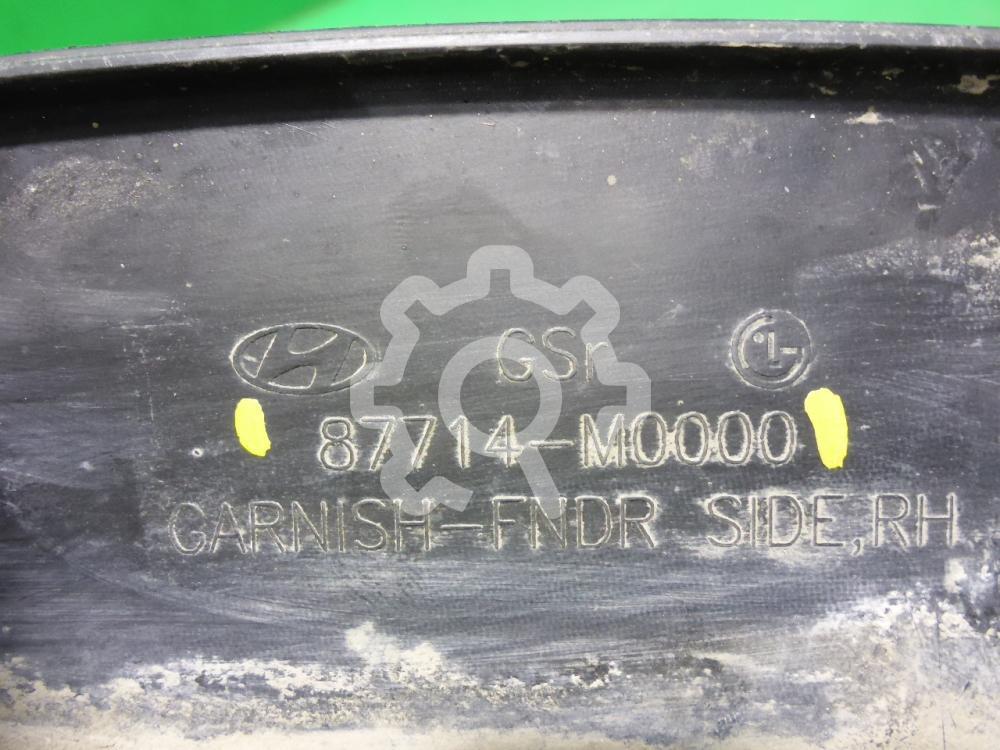 GSr
87714-M0000
GARNISH-FNDR SIDE,RH